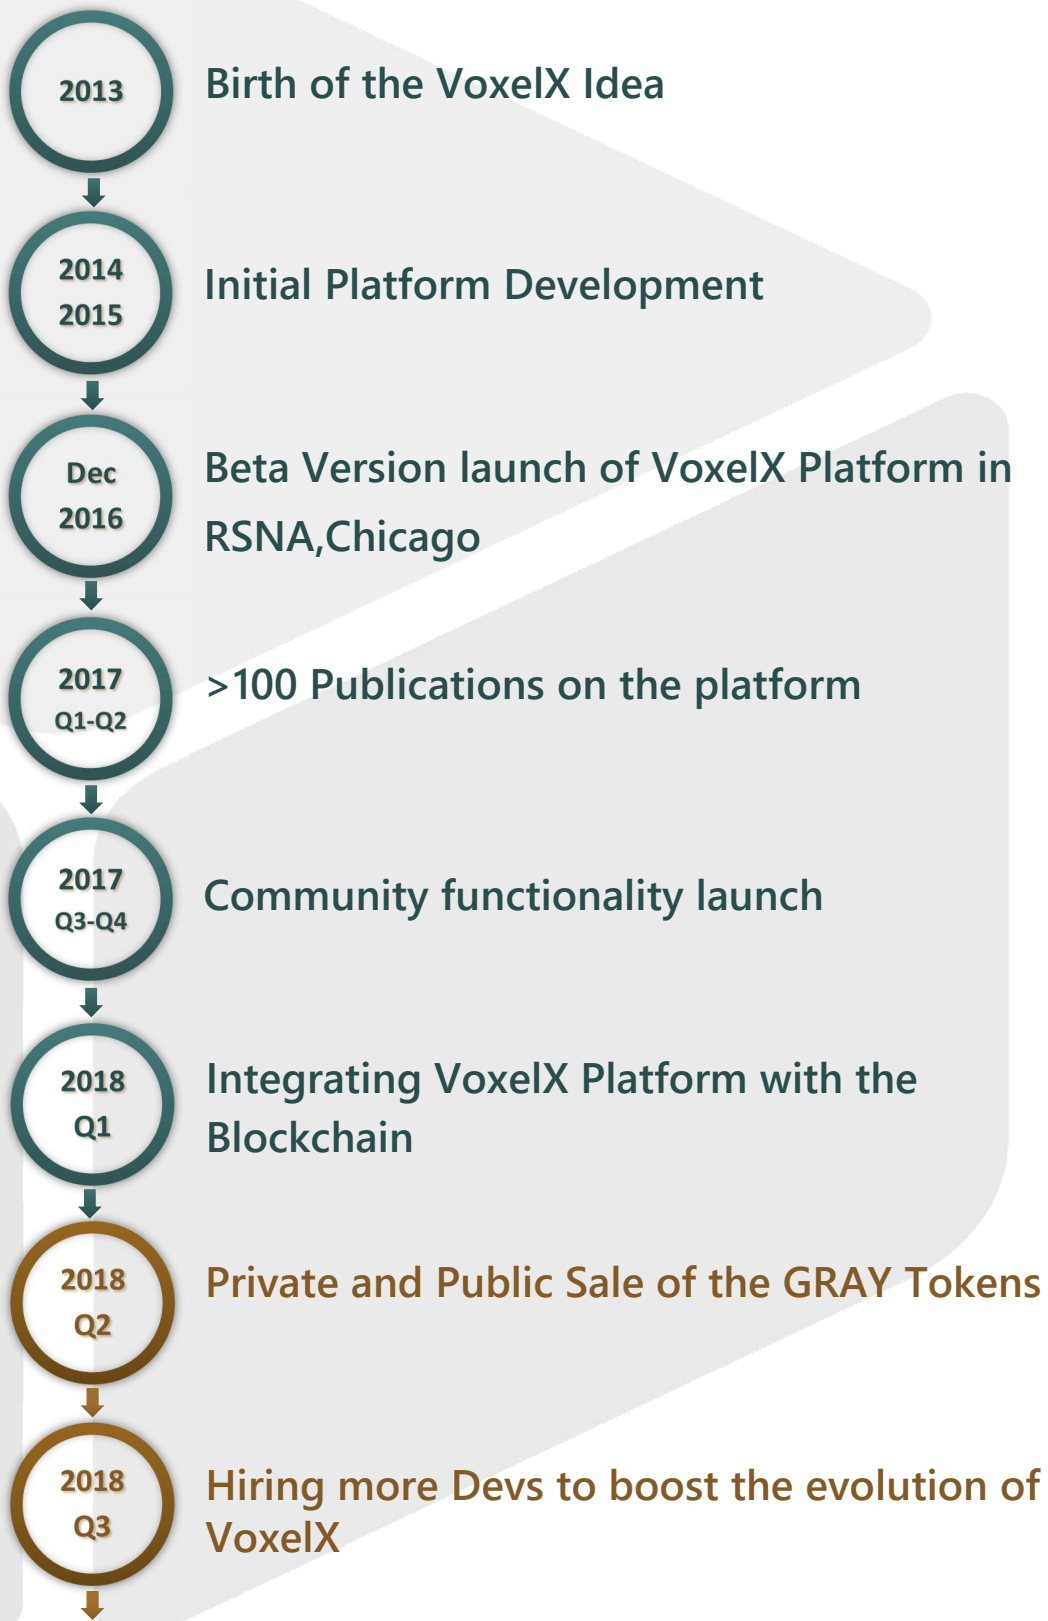 2013
Birth of the VoxelX Idea
2014
2015
Initial Platform Development
Dec
2016
Beta Version launch of VoxelX Platform in
RSNA,Chicago
2017
Q1-Q2
>100 Publications on the platform
2017
Q3-Q4
Community functionality launch
2018
Q1
Integrating VoxelX Platform with the
Blockchain
2018
Q2
Private and Public Sale of the GRAY Tokens
2018
Q3
Hiring more Devs to boost the evolution of
VoxelX